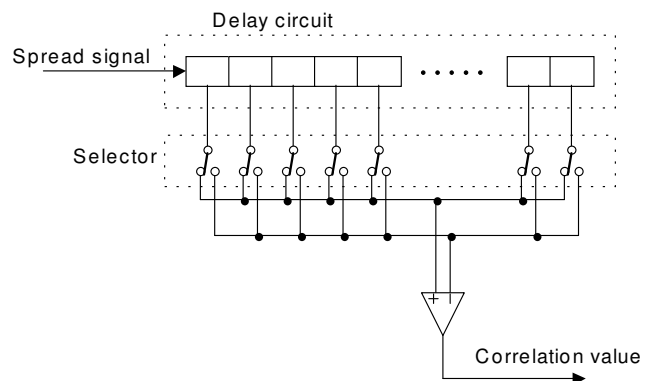 Delay circuit
Spread signal
Selector
+ −
Correlation value